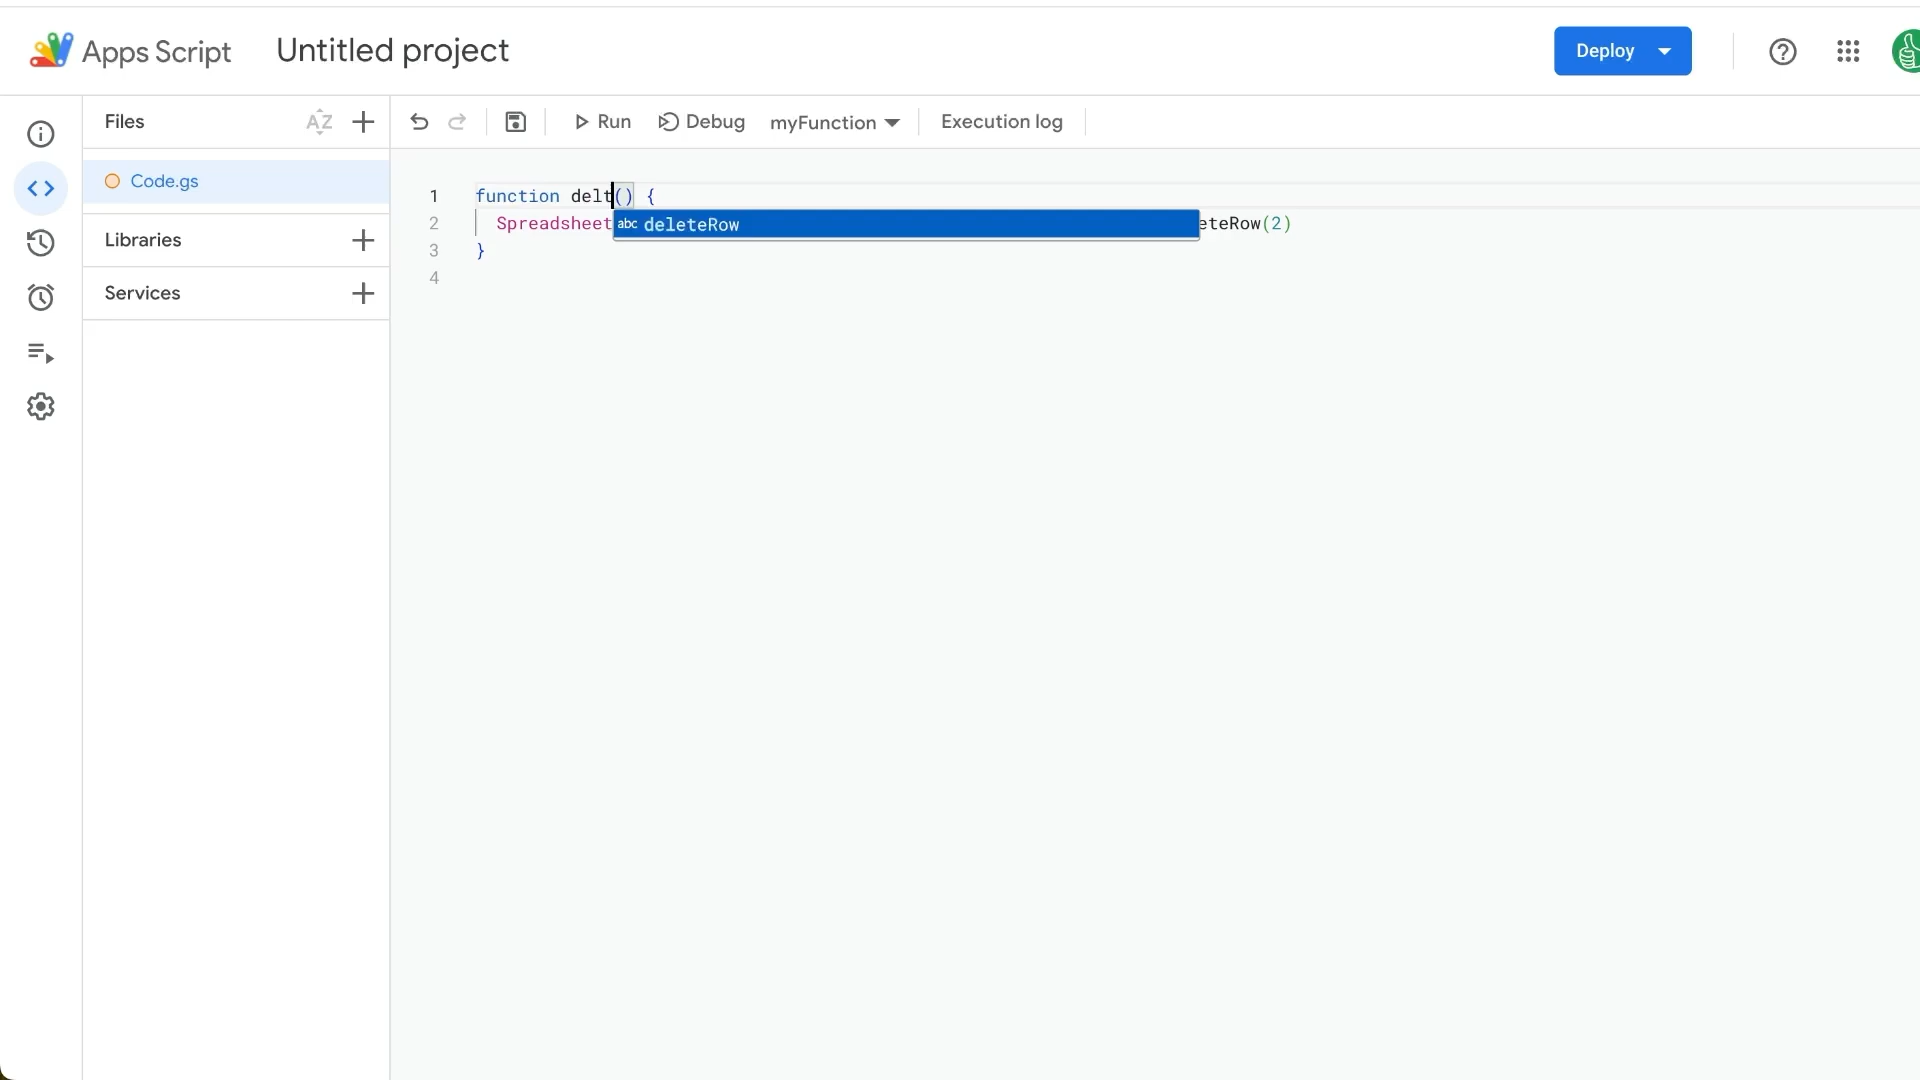 Apps Script Untitled project Deploy
Files AZ Run Debug myFunction Execution log
Code.gs
Libraries
Services
1 function delt() {
2 Spreadsheet eteRow(2)
abc deleteRow
3 }
4